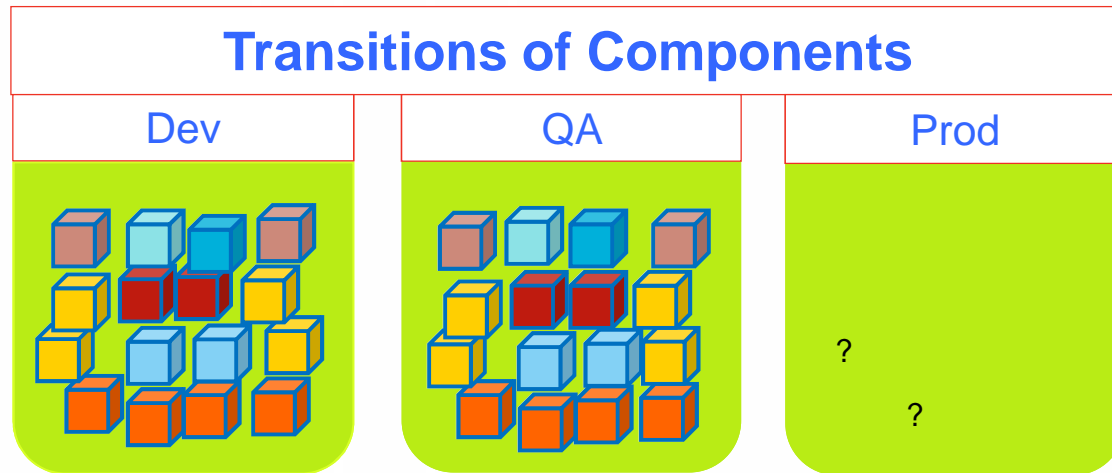 Transitions of Components
Dev
QA
Prod
?
?